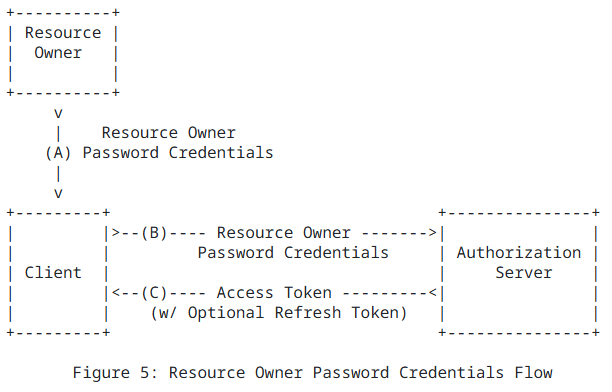 +----------+
| Resource |
|  Owner   |
|          |
+----------+
     v
     |    Resource Owner
    (A) Password Credentials
     |
     v
+---------+                                  +---------------+
|         |>--(B)---- Resource Owner ------->|               |
|         |         Password Credentials     | Authorization |
| Client  |                                  |     Server    |
|         |<--(C)---- Access Token ---------<|               |
|         |    (w/ Optional Refresh Token)   |               |
+---------+                                  +---------------+
Figure 5: Resource Owner Password Credentials Flow